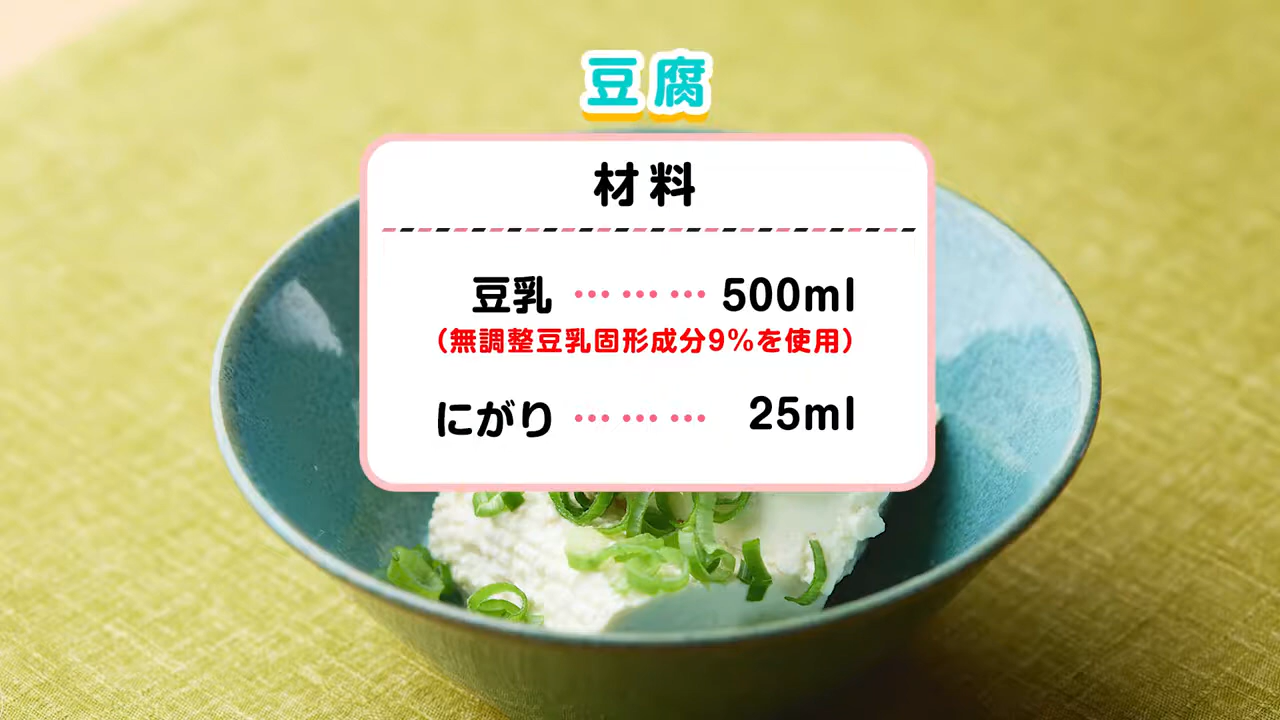 豆腐
材料
豆乳 ……… 500ml
（無調整豆乳固形成分9%を使用）
にがり ……… 25ml